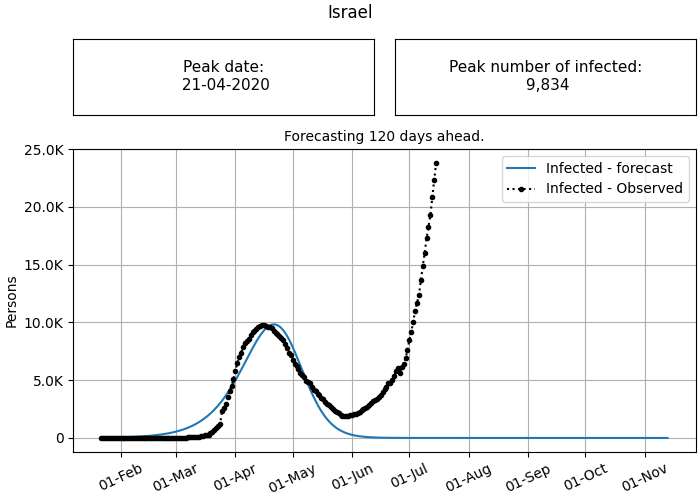 Israel
Peak date:
21-04-2020
Peak number of infected:
9,834
Forecasting 120 days ahead.
25.0K
20.0K
15.0K
10.0K
5.0K
0
Persons
Infected - forecast
Infected - Observed
01-Feb
01-Mar
01-Apr
01-May
01-Jun
01-Jul
01-Aug
01-Sep
01-Oct
01-Nov